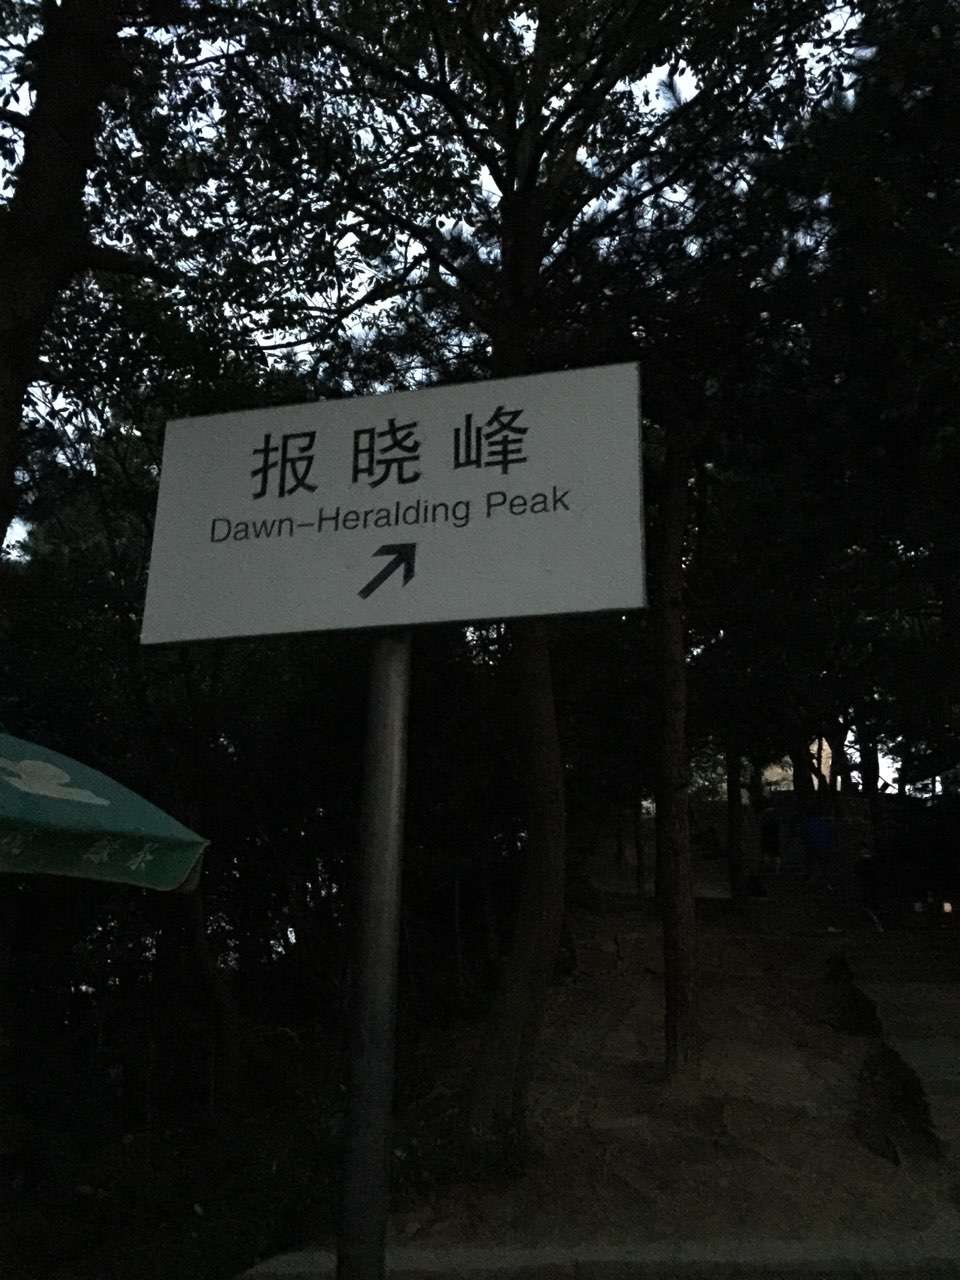 报晓峰
Dawn-Heralding Peak